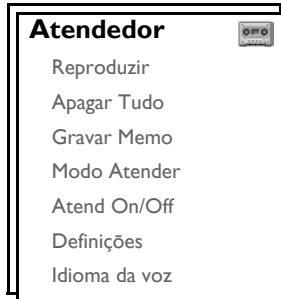 Atendedor
Reproduzir
Apagar Tudo
Gravar Memo
Modo Atender
Atend On/Off
Definições
Idioma da voz